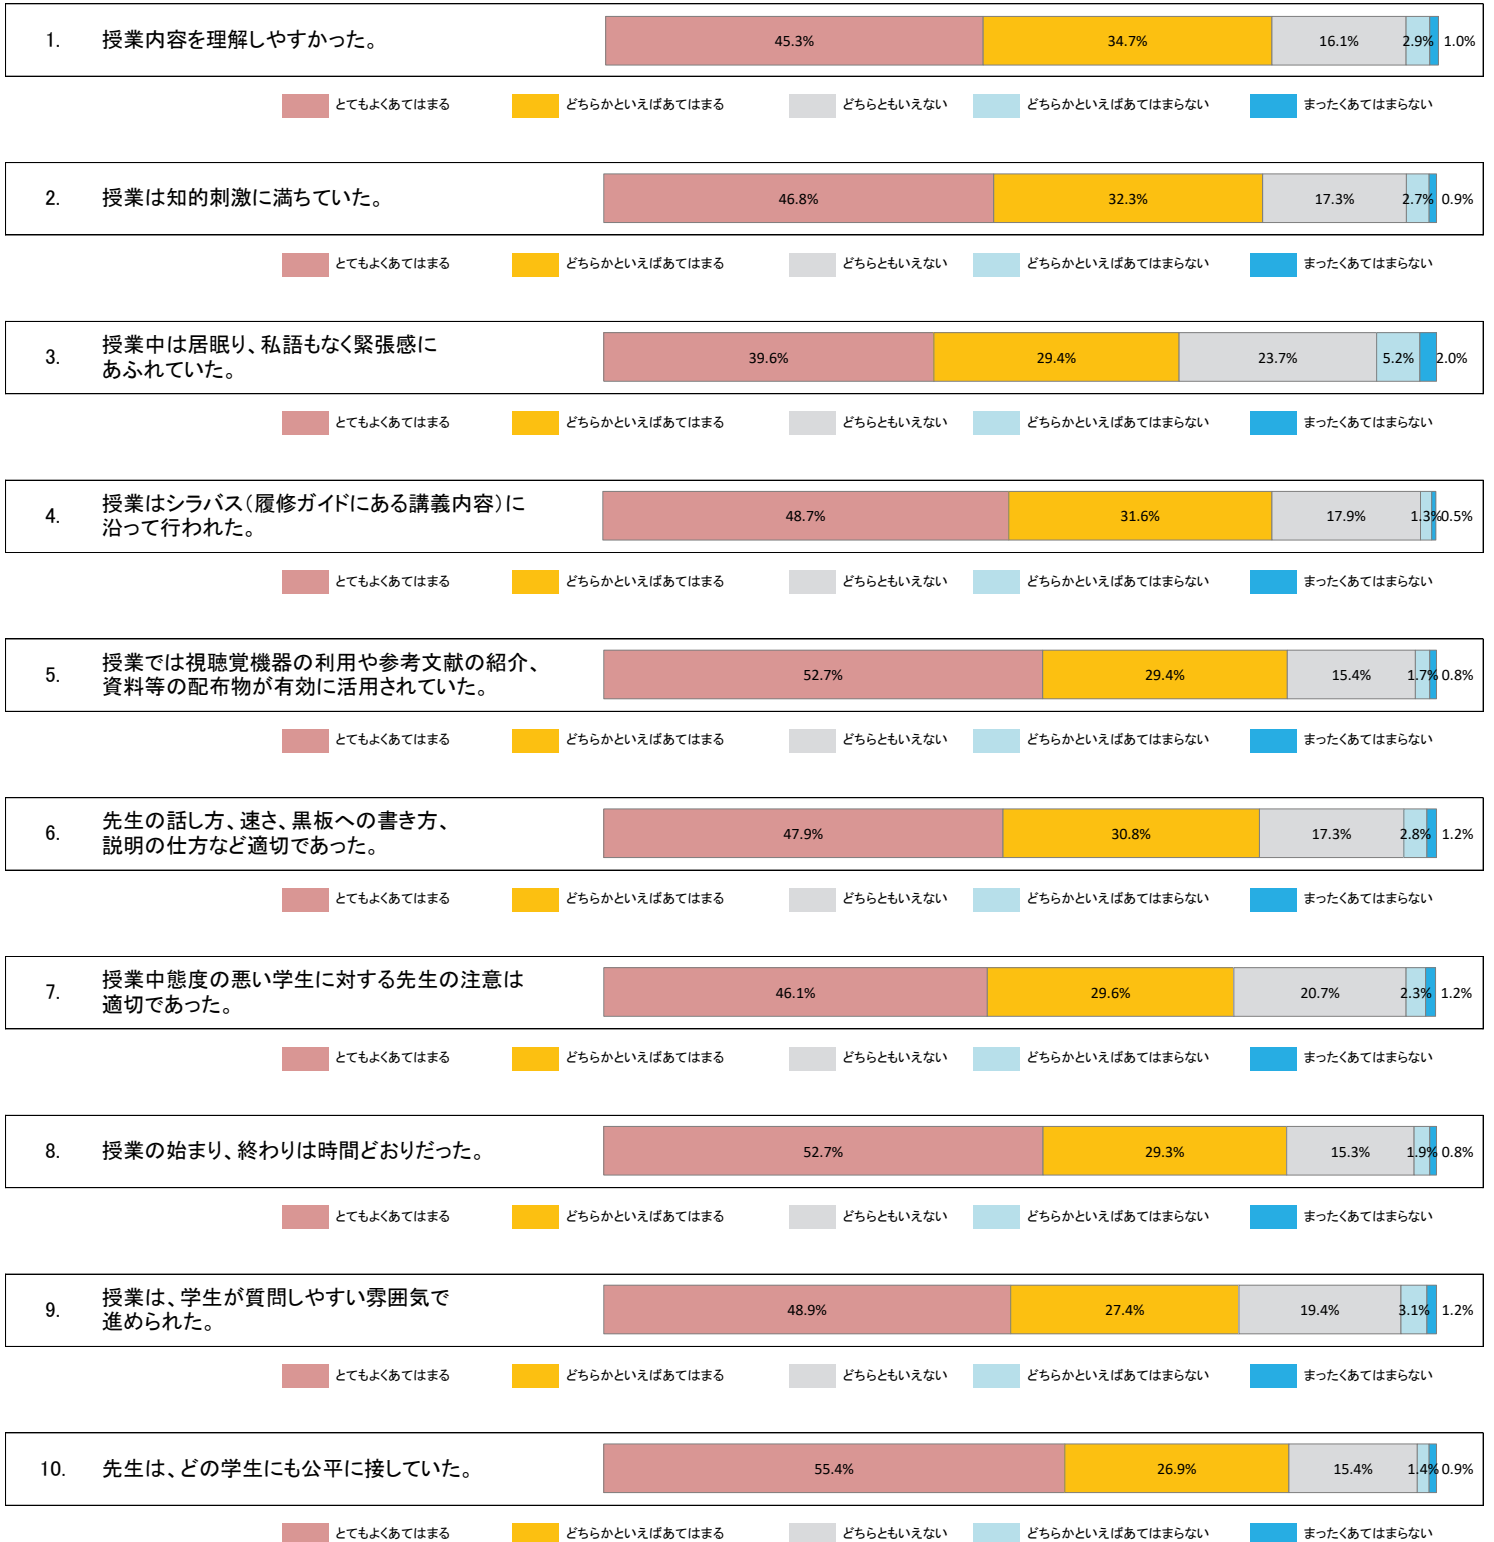 1. 授業内容を理解しやすかった。 45.3% 34.7% 16.1% 2.9% 1.0%
とてもよくあてはまる どちらかといえばあてはまる どちらともいえない どちらかといえばあてはまらない まったくあてはまらない
2. 授業は知的刺激に満ちていた。 46.8% 32.3% 17.3% 2.7% 0.9%
とてもよくあてはまる どちらかといえばあてはまる どちらともいえない どちらかといえばあてはまらない まったくあてはまらない
3. 授業中は居眠り、私語もなく緊張感に
あふれていた。 39.6% 29.4% 23.7% 5.2% 2.0%
とてもよくあてはまる どちらかといえばあてはまる どちらともいえない どちらかといえばあてはまらない まったくあてはまらない
4. 授業はシラバス(履修ガイドにある講義内容)に
沿って行われた。 48.7% 31.6% 17.9% 1.3% 0.5%
とてもよくあてはまる どちらかといえばあてはまる どちらともいえない どちらかといえばあてはまらない まったくあてはまらない
5. 授業では視聴覚機器の利用や参考文献の紹介、
資料等の配布物が有効に活用されていた。 52.7% 29.4% 15.4% 1.7% 0.8%
とてもよくあてはまる どちらかといえばあてはまる どちらともいえない どちらかといえばあてはまらない まったくあてはまらない
6. 先生の話し方、速さ、黒板への書き方、
説明の仕方など適切であった。 47.9% 30.8% 17.3% 2.8% 1.2%
とてもよくあてはまる どちらかといえばあてはまる どちらともいえない どちらかといえばあてはまらない まったくあてはまらない
7. 授業中態度の悪い学生に対する先生の注意は
適切であった。 46.1% 29.6% 20.7% 2.3% 1.2%
とてもよくあてはまる どちらかといえばあてはまる どちらともいえない どちらかといえばあてはまらない まったくあてはまらない
8. 授業の始まり、終わりは時間どおりだった。 52.7% 29.3% 15.3% 1.9% 0.8%
とてもよくあてはまる どちらかといえばあてはまる どちらともいえない どちらかといえばあてはまらない まったくあてはまらない
9. 授業は、学生が質問しやすい雰囲気で
進められた。 48.9% 27.4% 19.4% 3.1% 1.2%
とてもよくあてはまる どちらかといえばあてはまる どちらともいえない どちらかといえばあてはまらない まったくあてはまらない
10. 先生は、どの学生にも公平に接していた。 55.4% 26.9% 15.4% 1.4% 0.9%
とてもよくあてはまる どちらかといえばあてはまる どちらともいえない どちらかといえばあてはまらない まったくあてはまらない